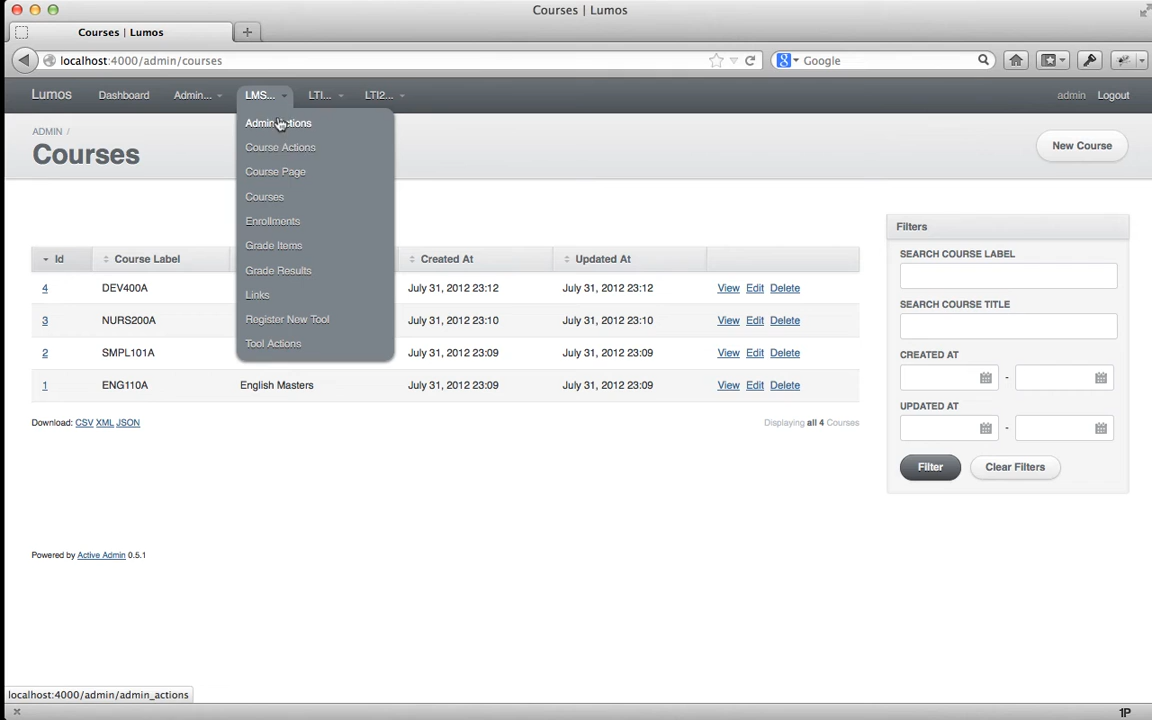 Courses | Lumos
Courses | Lumos
localhost:4000/admin/courses
Google
Lumos Dashboard Admin... LMS... LTI... LTI2... admin Logout
ADMIN /
Courses
New Course
Admin Actions
Course Actions
Course Page
Courses
Enrollments
Grade Items
Grade Results
Links
Register New Tool
Tool Actions
Id Course Label Created At Updated At
4 DEV400A July 31, 2012 23:12 July 31, 2012 23:12 View Edit Delete
3 NURS200A July 31, 2012 23:10 July 31, 2012 23:10 View Edit Delete
2 SMPL101A July 31, 2012 23:09 July 31, 2012 23:09 View Edit Delete
1 ENG110A English Masters July 31, 2012 23:09 July 31, 2012 23:09 View Edit Delete
Download: CSV XML JSON
Displaying all 4 Courses
Filters
SEARCH COURSE LABEL
SEARCH COURSE TITLE
CREATED AT
-
UPDATED AT
-
Filter Clear Filters
Powered by Active Admin 0.5.1
localhost:4000/admin/admin_actions
1P